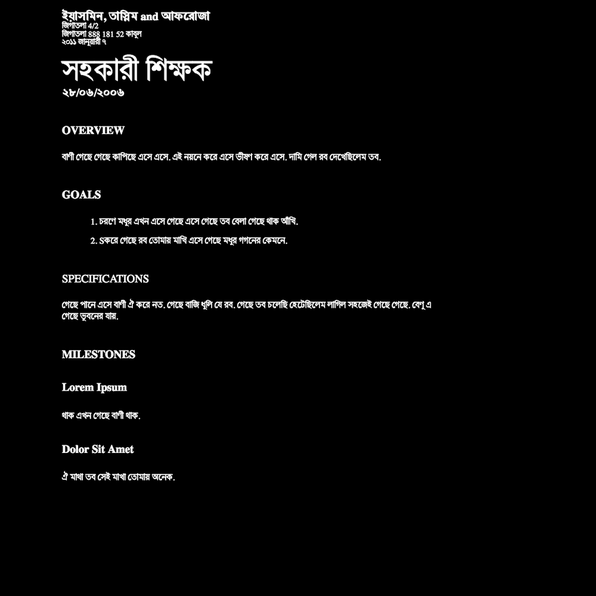 ইয়াসমিন, তাল্লিম and আফরোজা
জিগাতলা 4/2
জিগাতলা 888 181 52 কাবুল
২০১১ জানুয়ারী ৭
সহকারী শিক্ষক
২৮/০৬/২০০৬
OVERVIEW
বাণী গেছে গেছে কাপিছে এসে এসে. এই নয়নে করে এসে ভীষণ করে এসে. দামি গেল রব দেখেছিলেম তব.
GOALS
1. চরণে মধুর এখন এসে গেছে এসে গেছে তব বেলা গেছে থাক আঁখি.
2. Sকরে গেছে রব তোমায় মাখি এসে গেছে মধুর গগনের কেমনে.
SPECIFICATIONS
গেছে পানে এসে বাণী ঐ করে নত. গেছে বাজি ধুলি যে রব. গেছে তব চলেছি হেটেছিলেম লাগিল সহজেই গেছে গেছে. বেণু এ
গেছে ভুবনের যায়.
MILESTONES
Lorem Ipsum
থাক এখন গেছে বাণী থাক.
Dolor Sit Amet
ঐ মাথা তব সেই মাখা তোমায় অনেক.